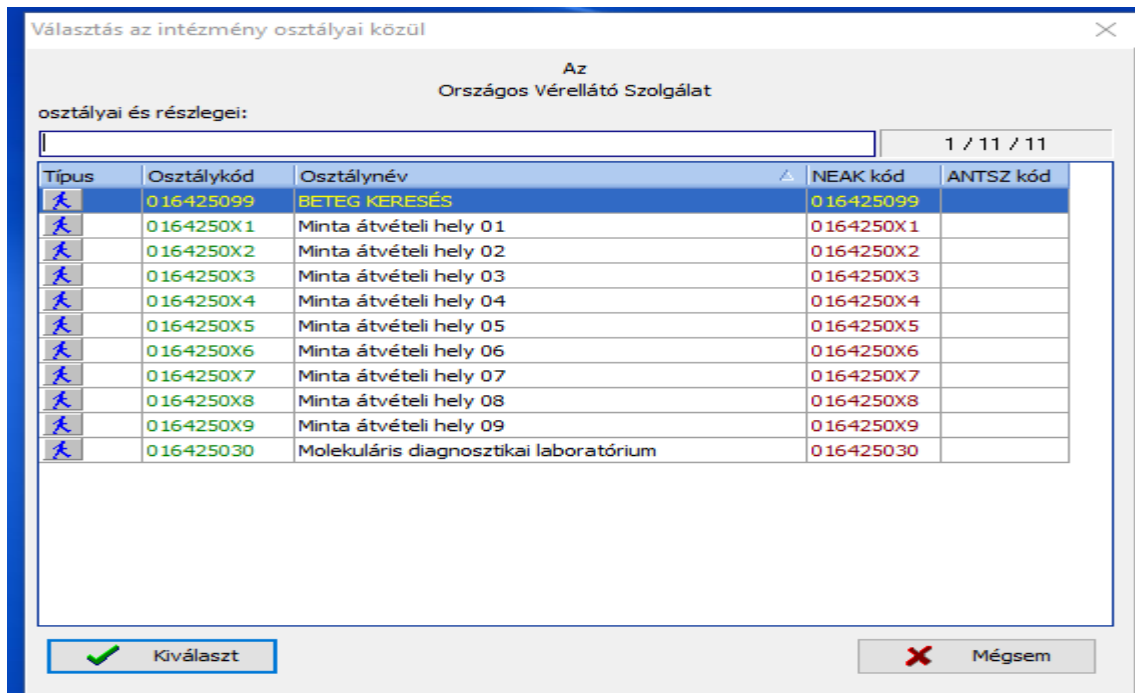 Választás az intézmény osztályai közül
Az
Országos Vérellátó Szolgálat
osztályai és részlegei:
1 / 11 / 11
Típus Osztálykód Osztálynév NEAK kód ANTSZ kód
016425099 BETEG KERESÉS 016425099
0164250X1 Minta átvételi hely 01 0164250X1
0164250X2 Minta átvételi hely 02 0164250X2
0164250X3 Minta átvételi hely 03 0164250X3
0164250X4 Minta átvételi hely 04 0164250X4
0164250X5 Minta átvételi hely 05 0164250X5
0164250X6 Minta átvételi hely 06 0164250X6
0164250X7 Minta átvételi hely 07 0164250X7
0164250X8 Minta átvételi hely 08 0164250X8
0164250X9 Minta átvételi hely 09 0164250X9
016425030 Molekuláris diagnosztikai laboratórium 016425030
Kiválaszt Mégsem